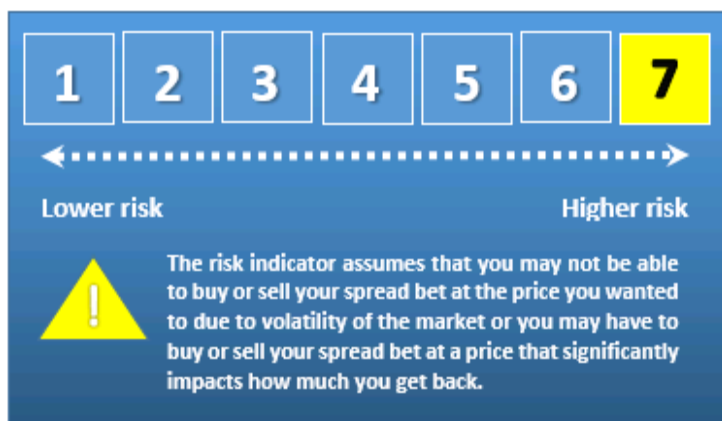 1 2 3 4 5 6 7
Lower risk Higher risk
!
The risk indicator assumes that you may not be able
to buy or sell your spread bet at the price you wanted
to due to volatility of the market or you may have to
buy or sell your spread bet at a price that significantly
impacts how much you get back.